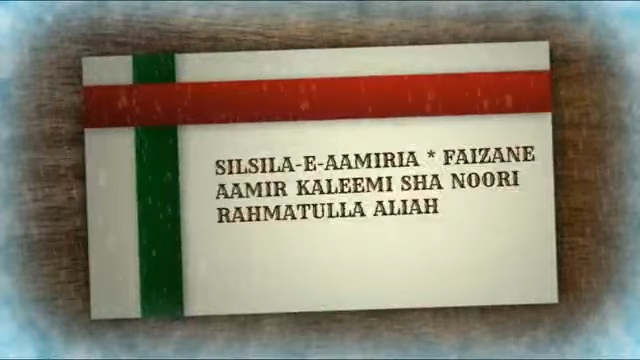 SILSILA-E-AAMIRIA * FAIZANE
AAMIR KALEEMI SHA NOORI
RAHMATULLA ALIAH